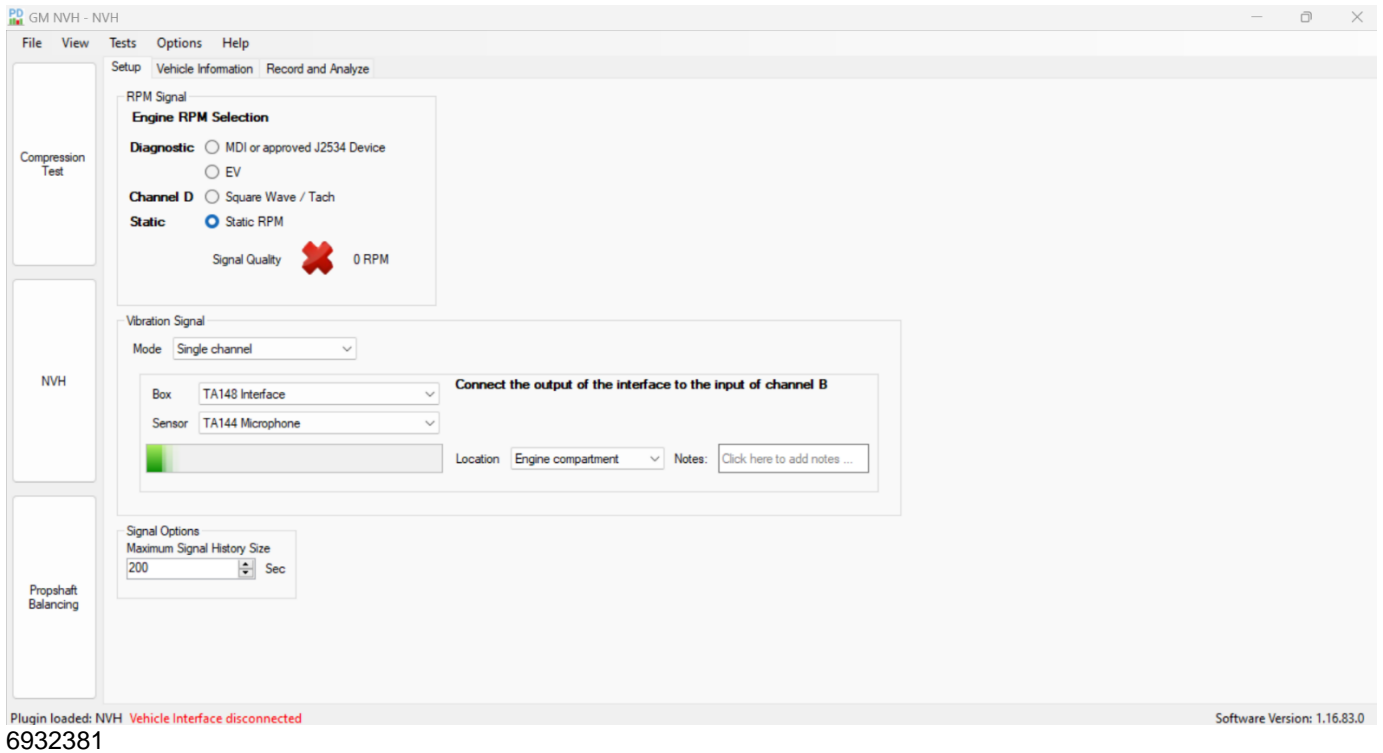 PD GM NVH - NVH
File View Tests Options Help
Setup Vehicle Information Record and Analyze
Compression
Test
NVH
Propshaft
Balancing
RPM Signal
Engine RPM Selection
Diagnostic MDI or approved J2534 Device
EV
Channel D Square Wave / Tach
Static Static RPM
Signal Quality 0 RPM
Vibration Signal
Mode Single channel
Box TA148 Interface
Connect the output of the interface to the input of channel B
Sensor TA144 Microphone
Location Engine compartment Notes: Click here to add notes ...
Signal Options
Maximum Signal History Size
200 Sec
Plugin loaded: NVH Vehicle Interface disconnected Software Version: 1.16.83.0
6932381